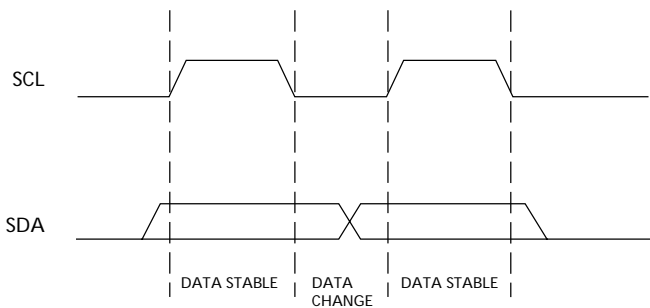 SCL
SDA
DATA STABLE
DATA
CHANGE
DATA STABLE